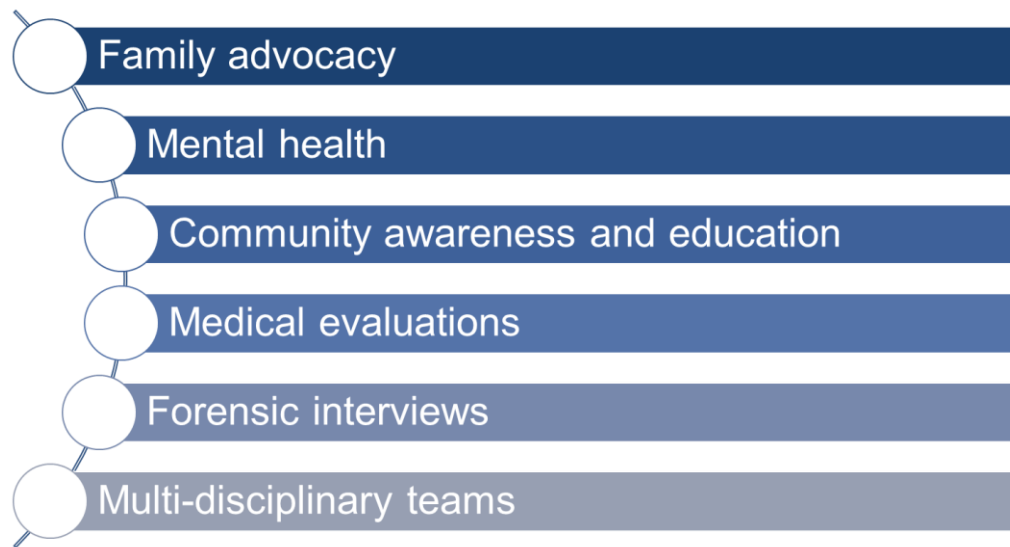 Family advocacy
Mental health
Community awareness and education
Medical evaluations
Forensic interviews
Multi-disciplinary teams